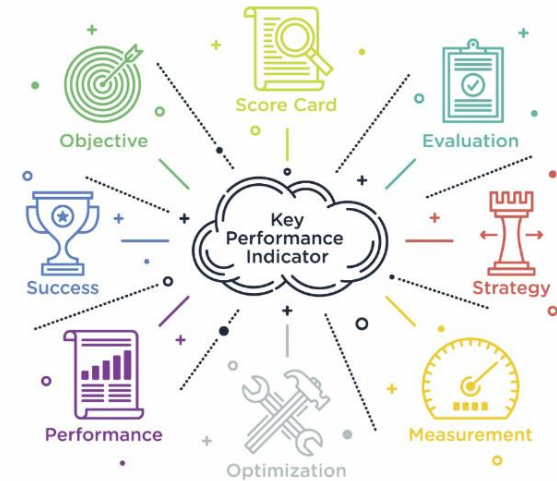 Score Card
Objective
Evaluation
Key
Performance
Indicator
Success
Strategy
Performance
Measurement
Optimization